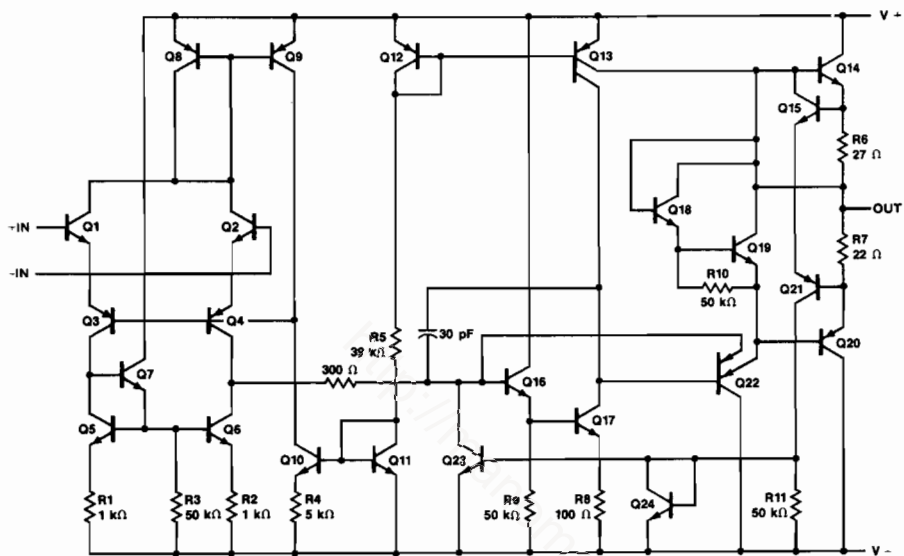 V +
Q8
Q9
Q12
Q13
Q14
Q15
R6
27 Ω
Q1
Q2
Q18
OUT
Q19
R7
22 Ω
+IN
-IN
R10
50 kΩ
Q21
Q3
Q4
R5
39 kΩ
30 pF
Q20
Q7
300 Ω
Q16
Q22
Q5
Q6
Q17
Q10
Q11
Q23
R1
1 kΩ
R3
50 kΩ
R2
1 kΩ
R4
5 kΩ
R9
50 kΩ
R8
100 Ω
Q24
R11
50 kΩ
V −